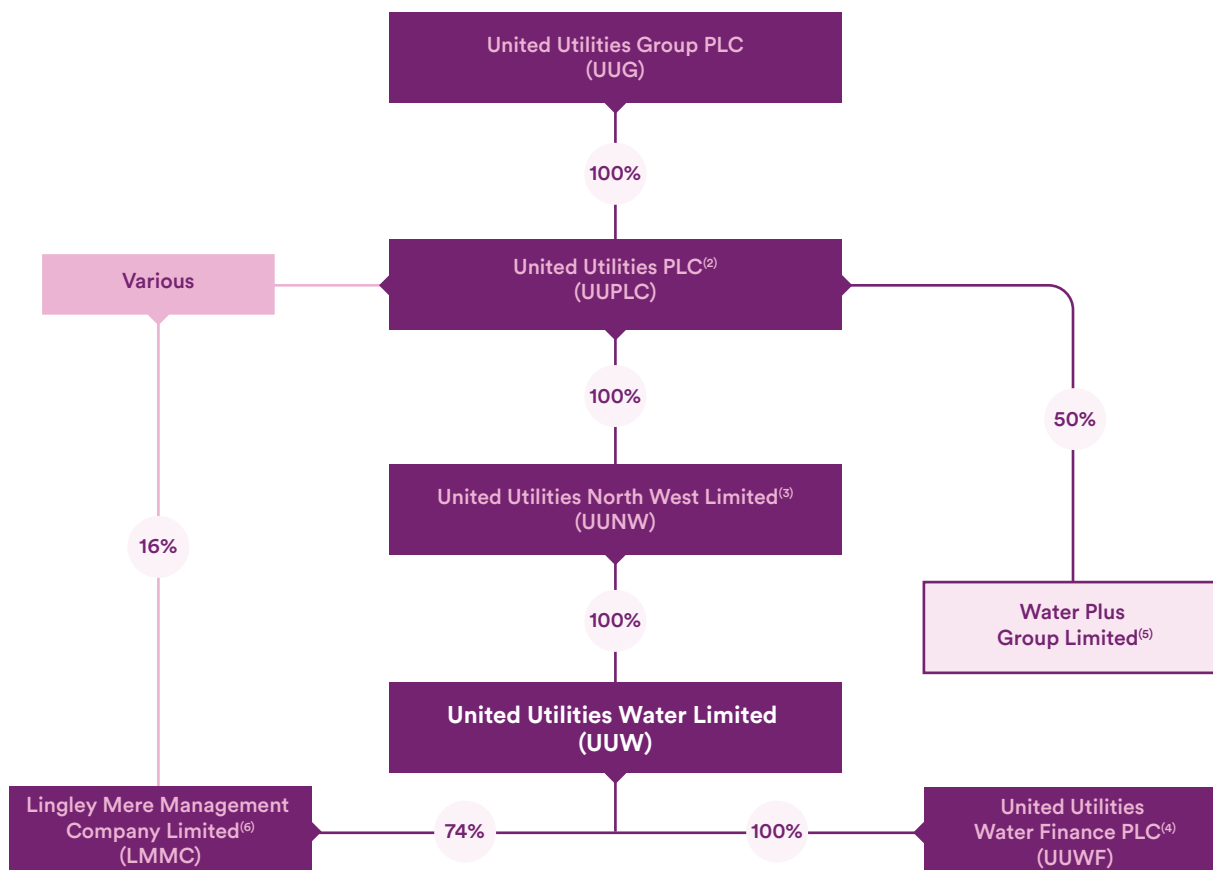 United Utilities Group PLC
(UUG)
100%
Various
United Utilities PLC(2)
(UUPLC)
100%
50%
United Utilities North West Limited(3)
(UUNW)
16%
100%
Water Plus
Group Limited(5)
United Utilities Water Limited
(UUW)
Lingley Mere Management
Company Limited(6)
(LMMC)
74%
100%
United Utilities
Water Finance PLC(4)
(UUWF)